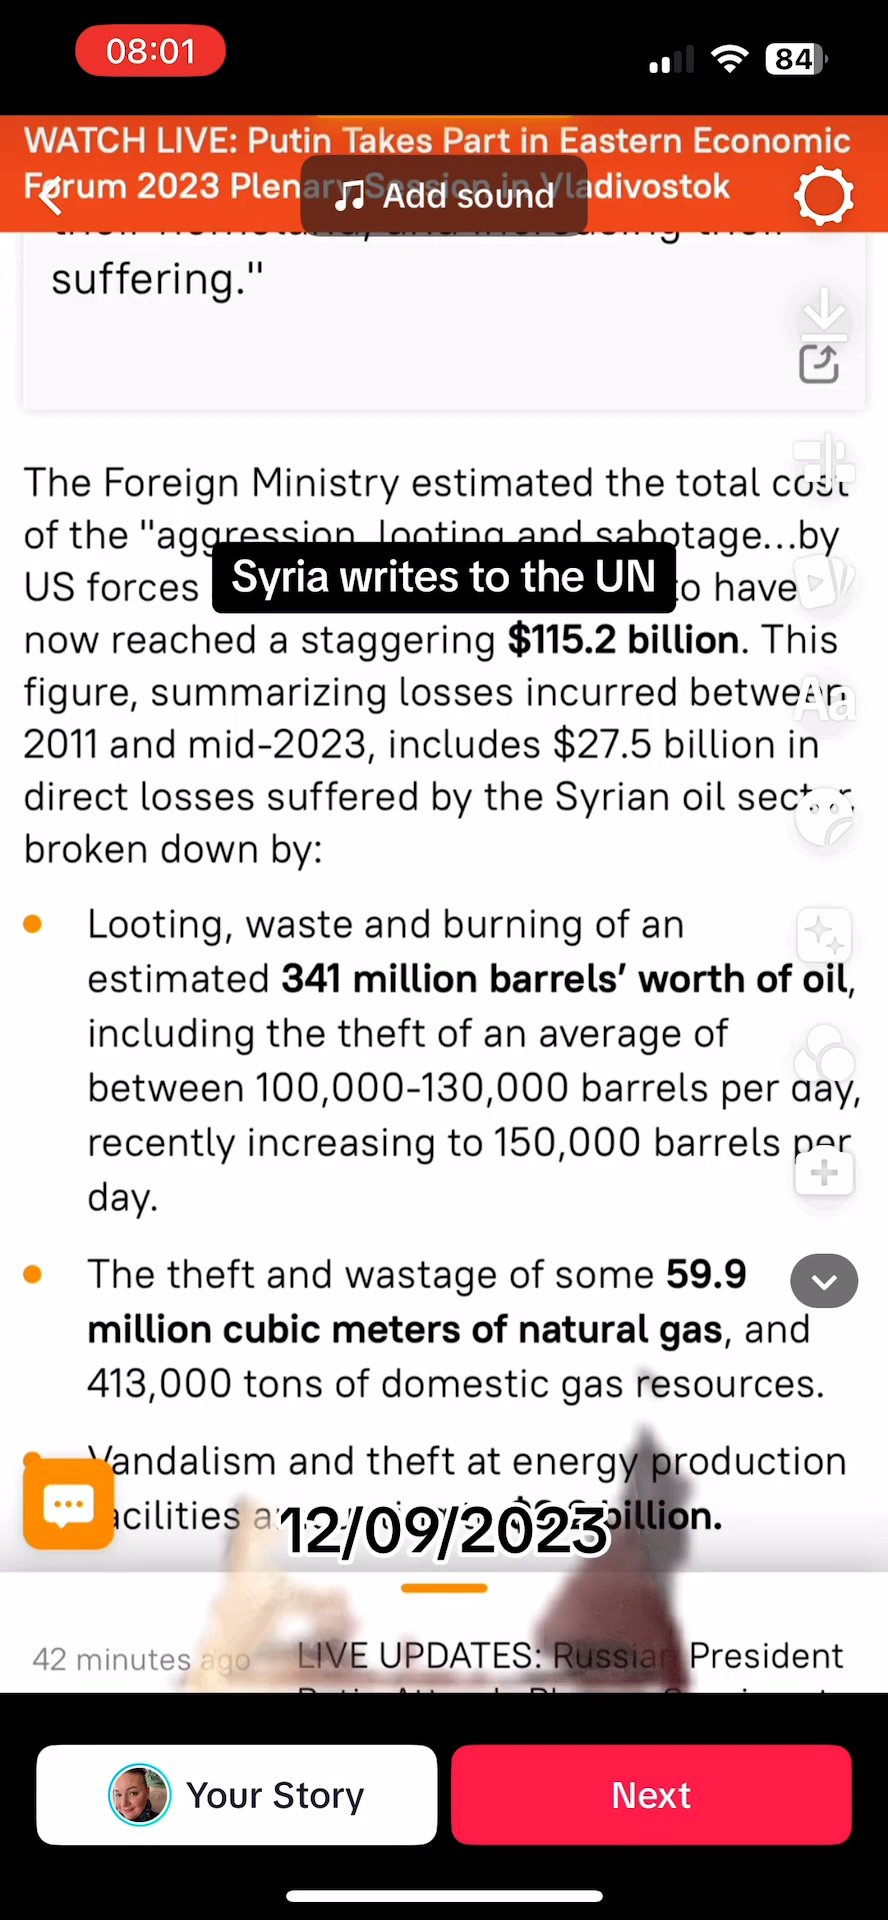 08:01
84
WATCH LIVE: Putin Takes Part in Eastern Economic
Forum 2023 Plenary Session in Vladivostok
Add sound
suffering."
The Foreign Ministry estimated the total cost
of the "aggression, looting and sabotage...by
US forces to have
Syria writes to the UN
now reached a staggering $115.2 billion. This
figure, summarizing losses incurred between
Aa
2011 and mid-2023, includes $27.5 billion in
direct losses suffered by the Syrian oil sector,
broken down by:
Looting, waste and burning of an
estimated 341 million barrels’ worth of oil,
including the theft of an average of
between 100,000-130,000 barrels per day,
recently increasing to 150,000 barrels per
day.
The theft and wastage of some 59.9
million cubic meters of natural gas, and
413,000 tons of domestic gas resources.
Vandalism and theft at energy production
facilities billion.
12/09/2023
42 minutes ago
LIVE UPDATES: Russian President
Your Story
Next